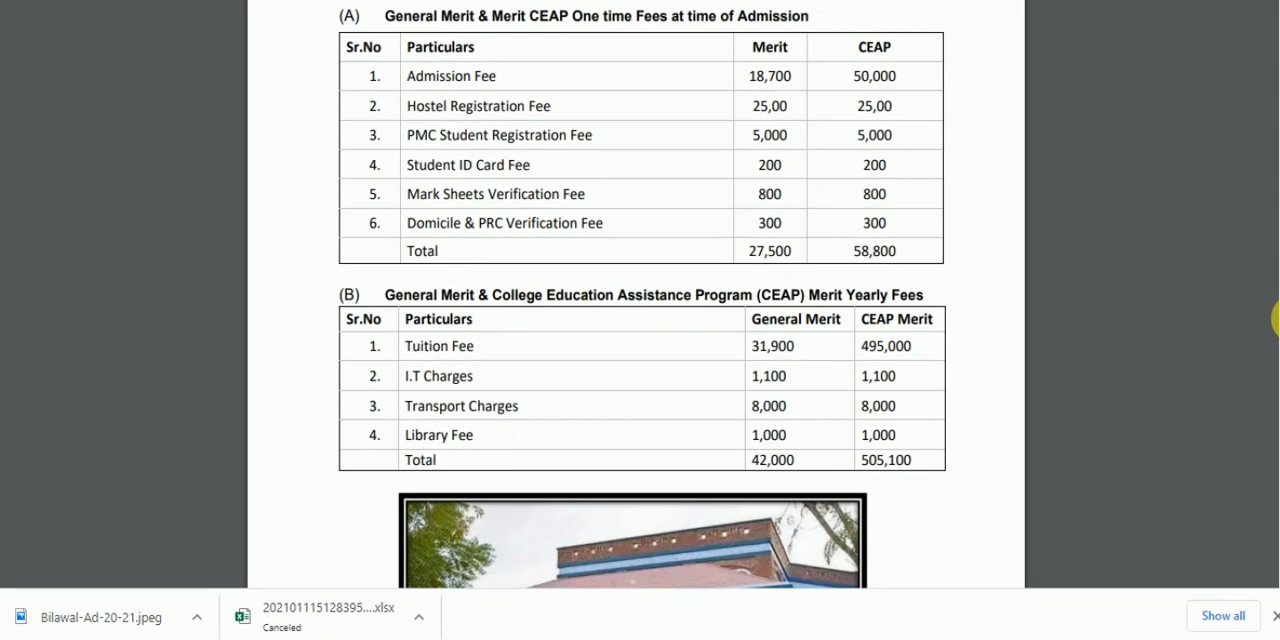 (A) General Merit & Merit CEAP One time Fees at time of Admission
Sr.No Particulars Merit CEAP
1. Admission Fee 18,700 50,000
2. Hostel Registration Fee 25,00 25,00
3. PMC Student Registration Fee 5,000 5,000
4. Student ID Card Fee 200 200
5. Mark Sheets Verification Fee 800 800
6. Domicile & PRC Verification Fee 300 300
Total 27,500 58,800
(B) General Merit & College Education Assistance Program (CEAP) Merit Yearly Fees
Sr.No Particulars General Merit CEAP Merit
1. Tuition Fee 31,900 495,000
2. I.T Charges 1,100 1,100
3. Transport Charges 8,000 8,000
4. Library Fee 1,000 1,000
Total 42,000 505,100
Bilawal-Ad-20-21.jpeg
202101115128395....xlsx
Canceled
Show all